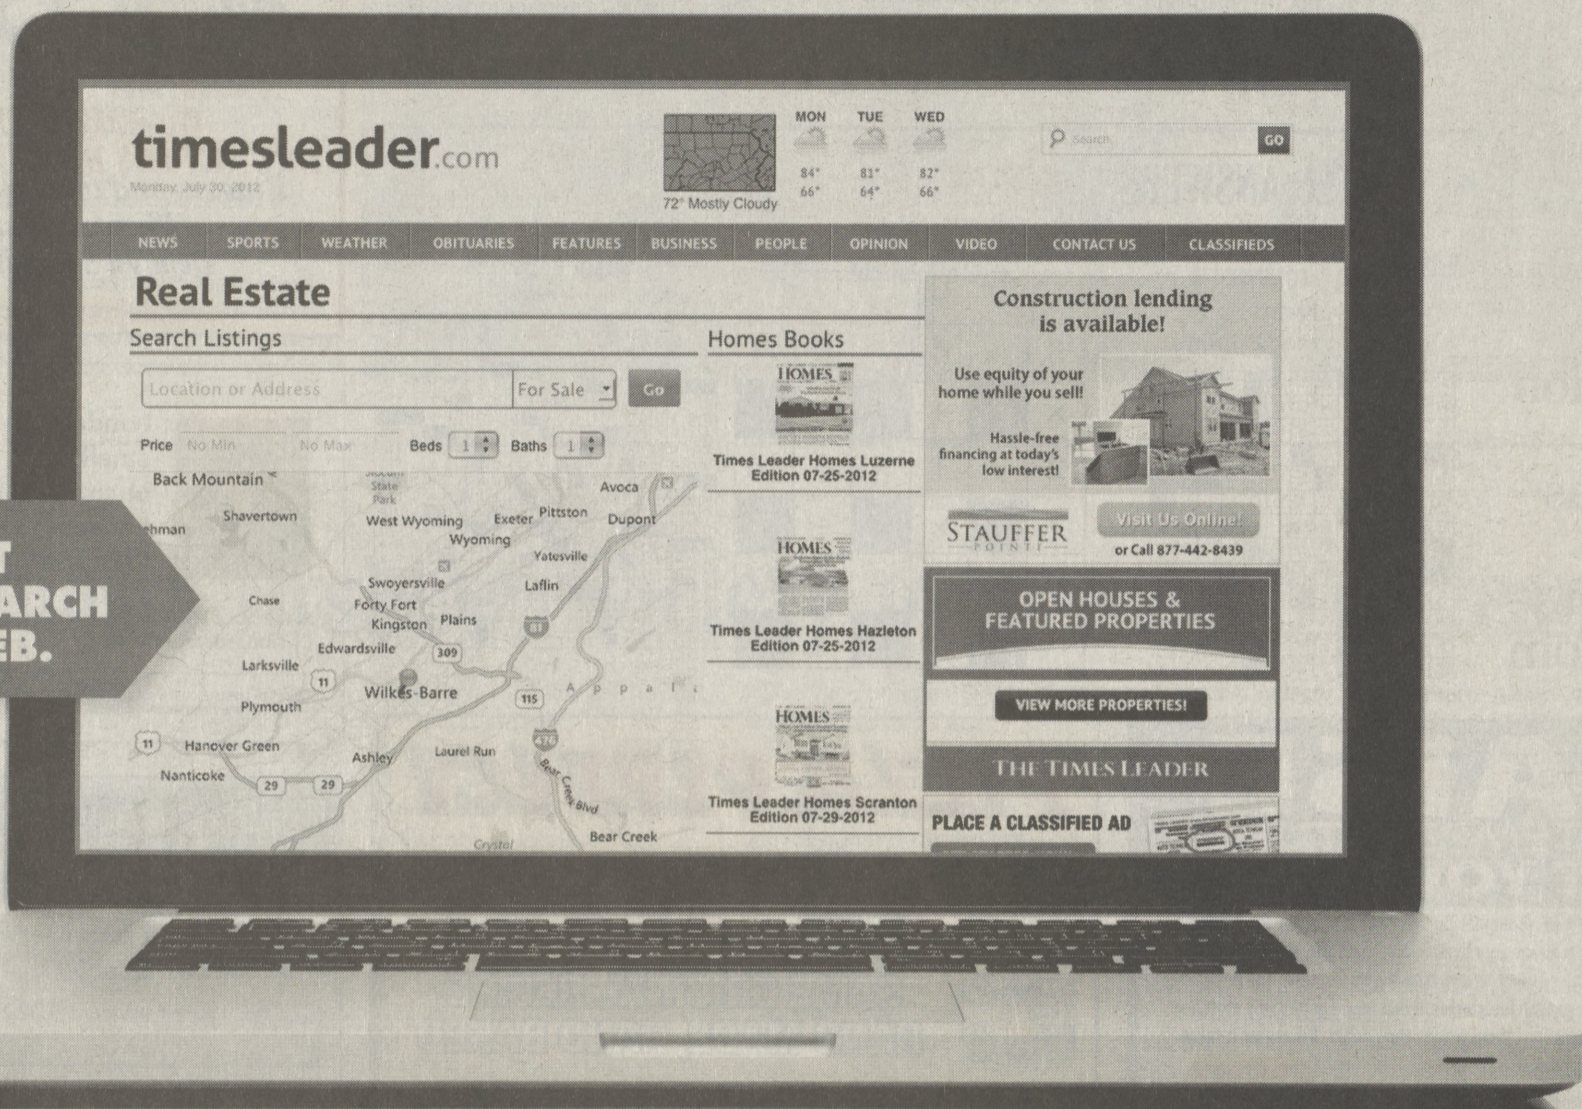 timesleader.com
Monday, July 30, 2012
72° Mostly Cloudy
MON TUE WED
84° 81° 82°
66° 64° 66°
Search
GO
NEWS SPORTS WEATHER OBITUARIES FEATURES BUSINESS PEOPLE OPINION VIDEO CONTACT US CLASSIFIEDS
Real Estate
Search Listings
Location or Address
For Sale
Go
Price No Min No Max Beds 1 Baths 1
Back Mountain
State
Park
Avoca
Shavertown
West Wyoming
Exeter
Pittston
Dupont
Wyoming
Yatesville
Swoyersville
Laflin
Chase
Forty Fort
Kingston
Plains
81
Edwardsville
309
Larksville
11
Wilkes-Barre
115
Appala
Plymouth
11
Hanover Green
Ashley
Laurel Run
476
Nanticoke
29
29
Bear Creek Blvd
Crystal
Bear Creek
ARCH
EB.
Homes Books
HOMES
Times Leader Homes Luzerne
Edition 07-25-2012
HOMES
Times Leader Homes Hazleton
Edition 07-25-2012
HOMES
Times Leader Homes Scranton
Edition 07-29-2012
Construction lending
is available!
Use equity of your
home while you sell!
Hassle-free
financing at today's
low interest!
STAUFFER
POINTE
Visit Us Online!
or Call 877-442-8439
OPEN HOUSES &
FEATURED PROPERTIES
VIEW MORE PROPERTIES!
THE TIMES LEADER
PLACE A CLASSIFIED AD